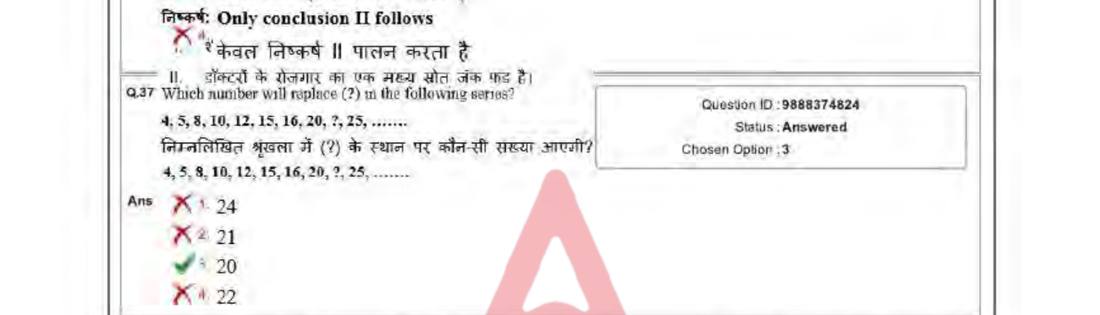 निष्कर्ष: Only conclusion II follows
केवल निष्कर्ष II पालन करता है
II. डॉक्टरों के रोजगार का एक मुख्य स्रोत जंक फूड है।
Q.37 Which number will replace (?) in the following series?
4, 5, 8, 10, 12, 15, 16, 20, ?, 25, .......
निम्नलिखित श्रृंखला में (?) के स्थान पर कौन-सी संख्या आएगी?
4, 5, 8, 10, 12, 15, 16, 20, ?, 25, .......
Question ID : 9888374824
Status : Answered
Chosen Option : 3
Ans
1. 24
2. 21
3. 20
4. 22